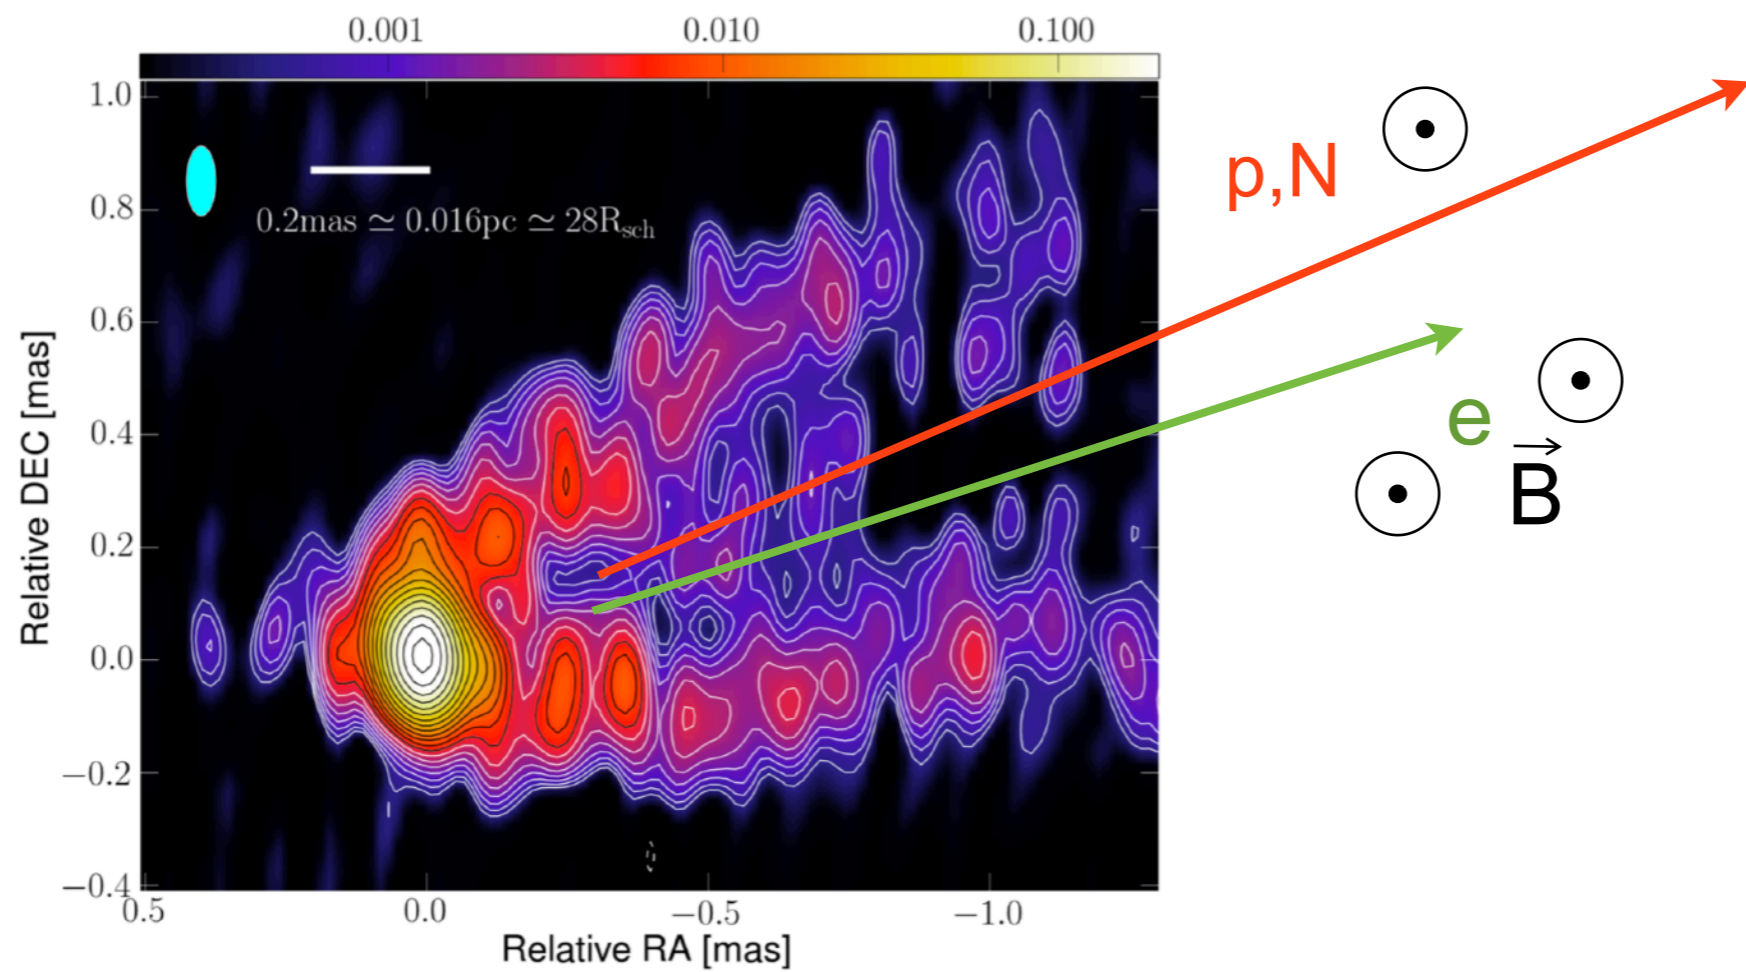 0.001 0.010 0.100
1.0
0.8
0.6
0.4
0.2
0.0
−0.2
−0.4
Relative DEC [mas]
0.2mas ≃ 0.016pc ≃ 28R_sch
0.5 0.0 −0.5 −1.0
Relative RA [mas]
p,N
e
B⃗